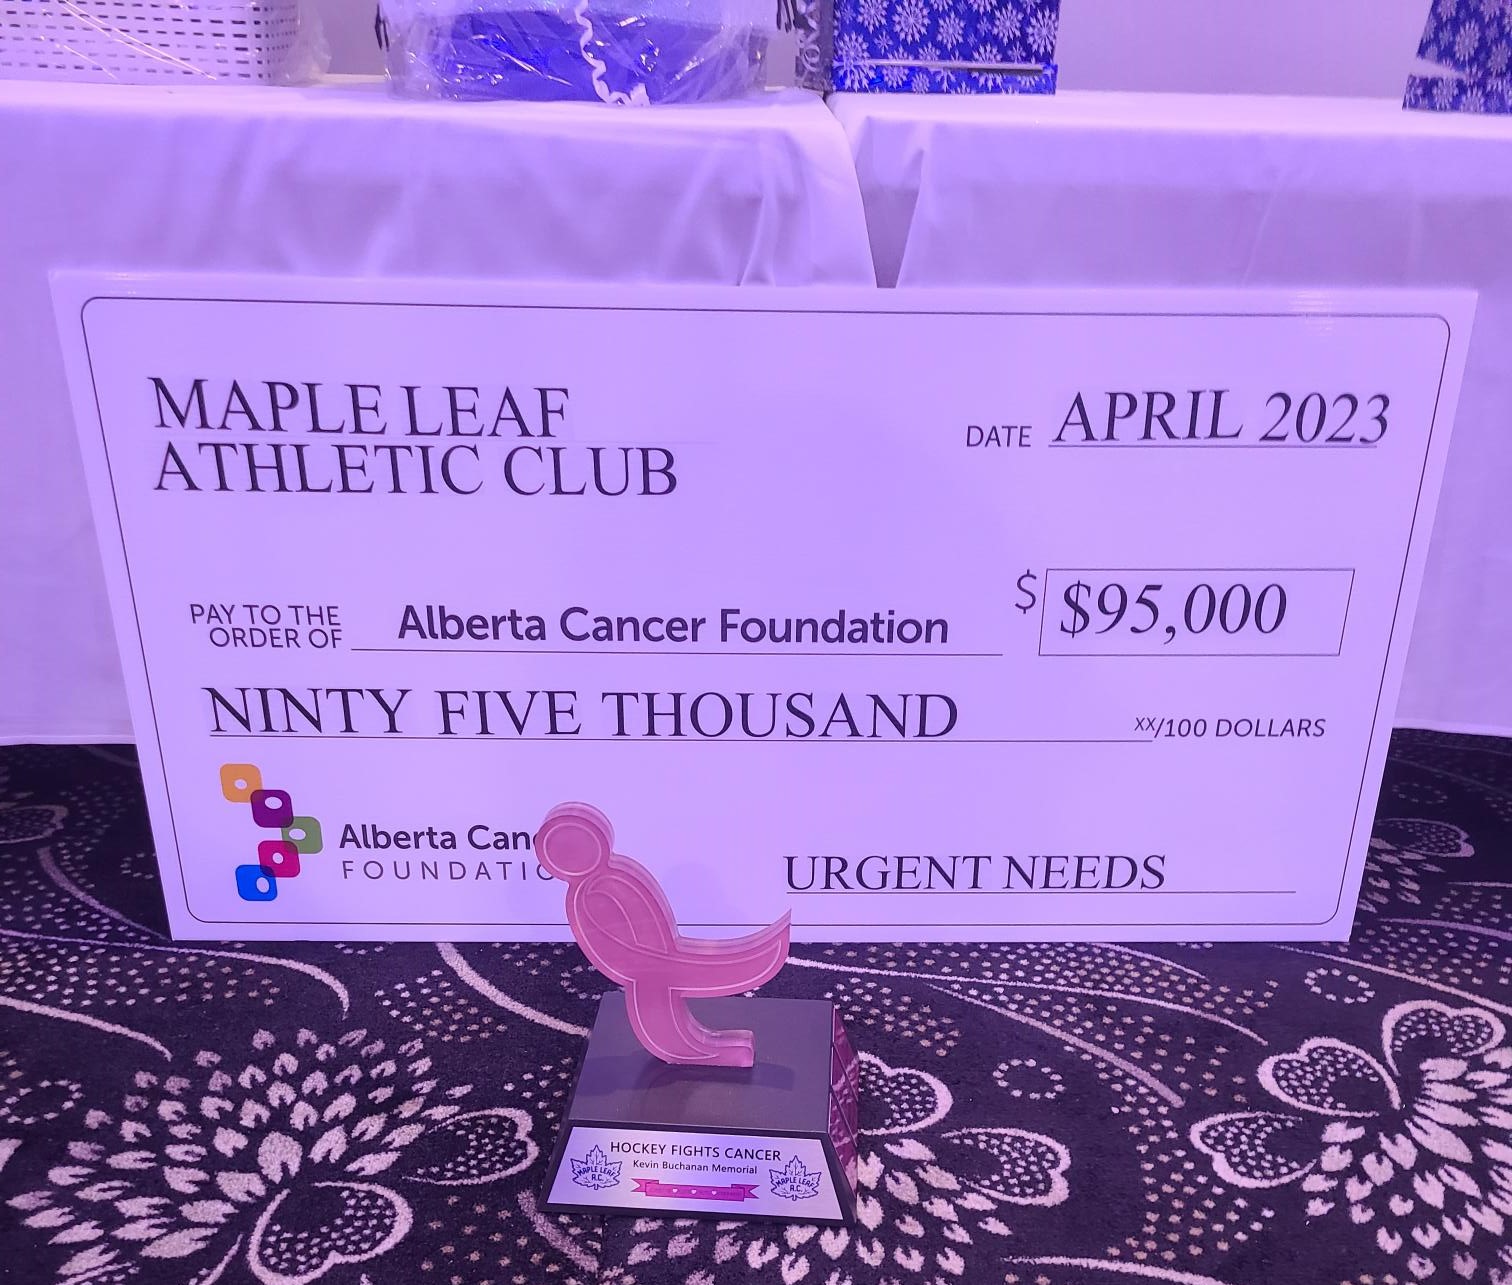 MAPLE LEAF
ATHLETIC CLUB
DATE APRIL 2023
PAY TO THE
ORDER OF Alberta Cancer Foundation $ $95,000
NINTY FIVE THOUSAND xx/100 DOLLARS
Alberta Can
FOUNDATIO
URGENT NEEDS
HOCKEY FIGHTS CANCER
Kevin Buchanan Memorial
MAPLE LEAF
R.C.
MAPLE LEAF
R.C.